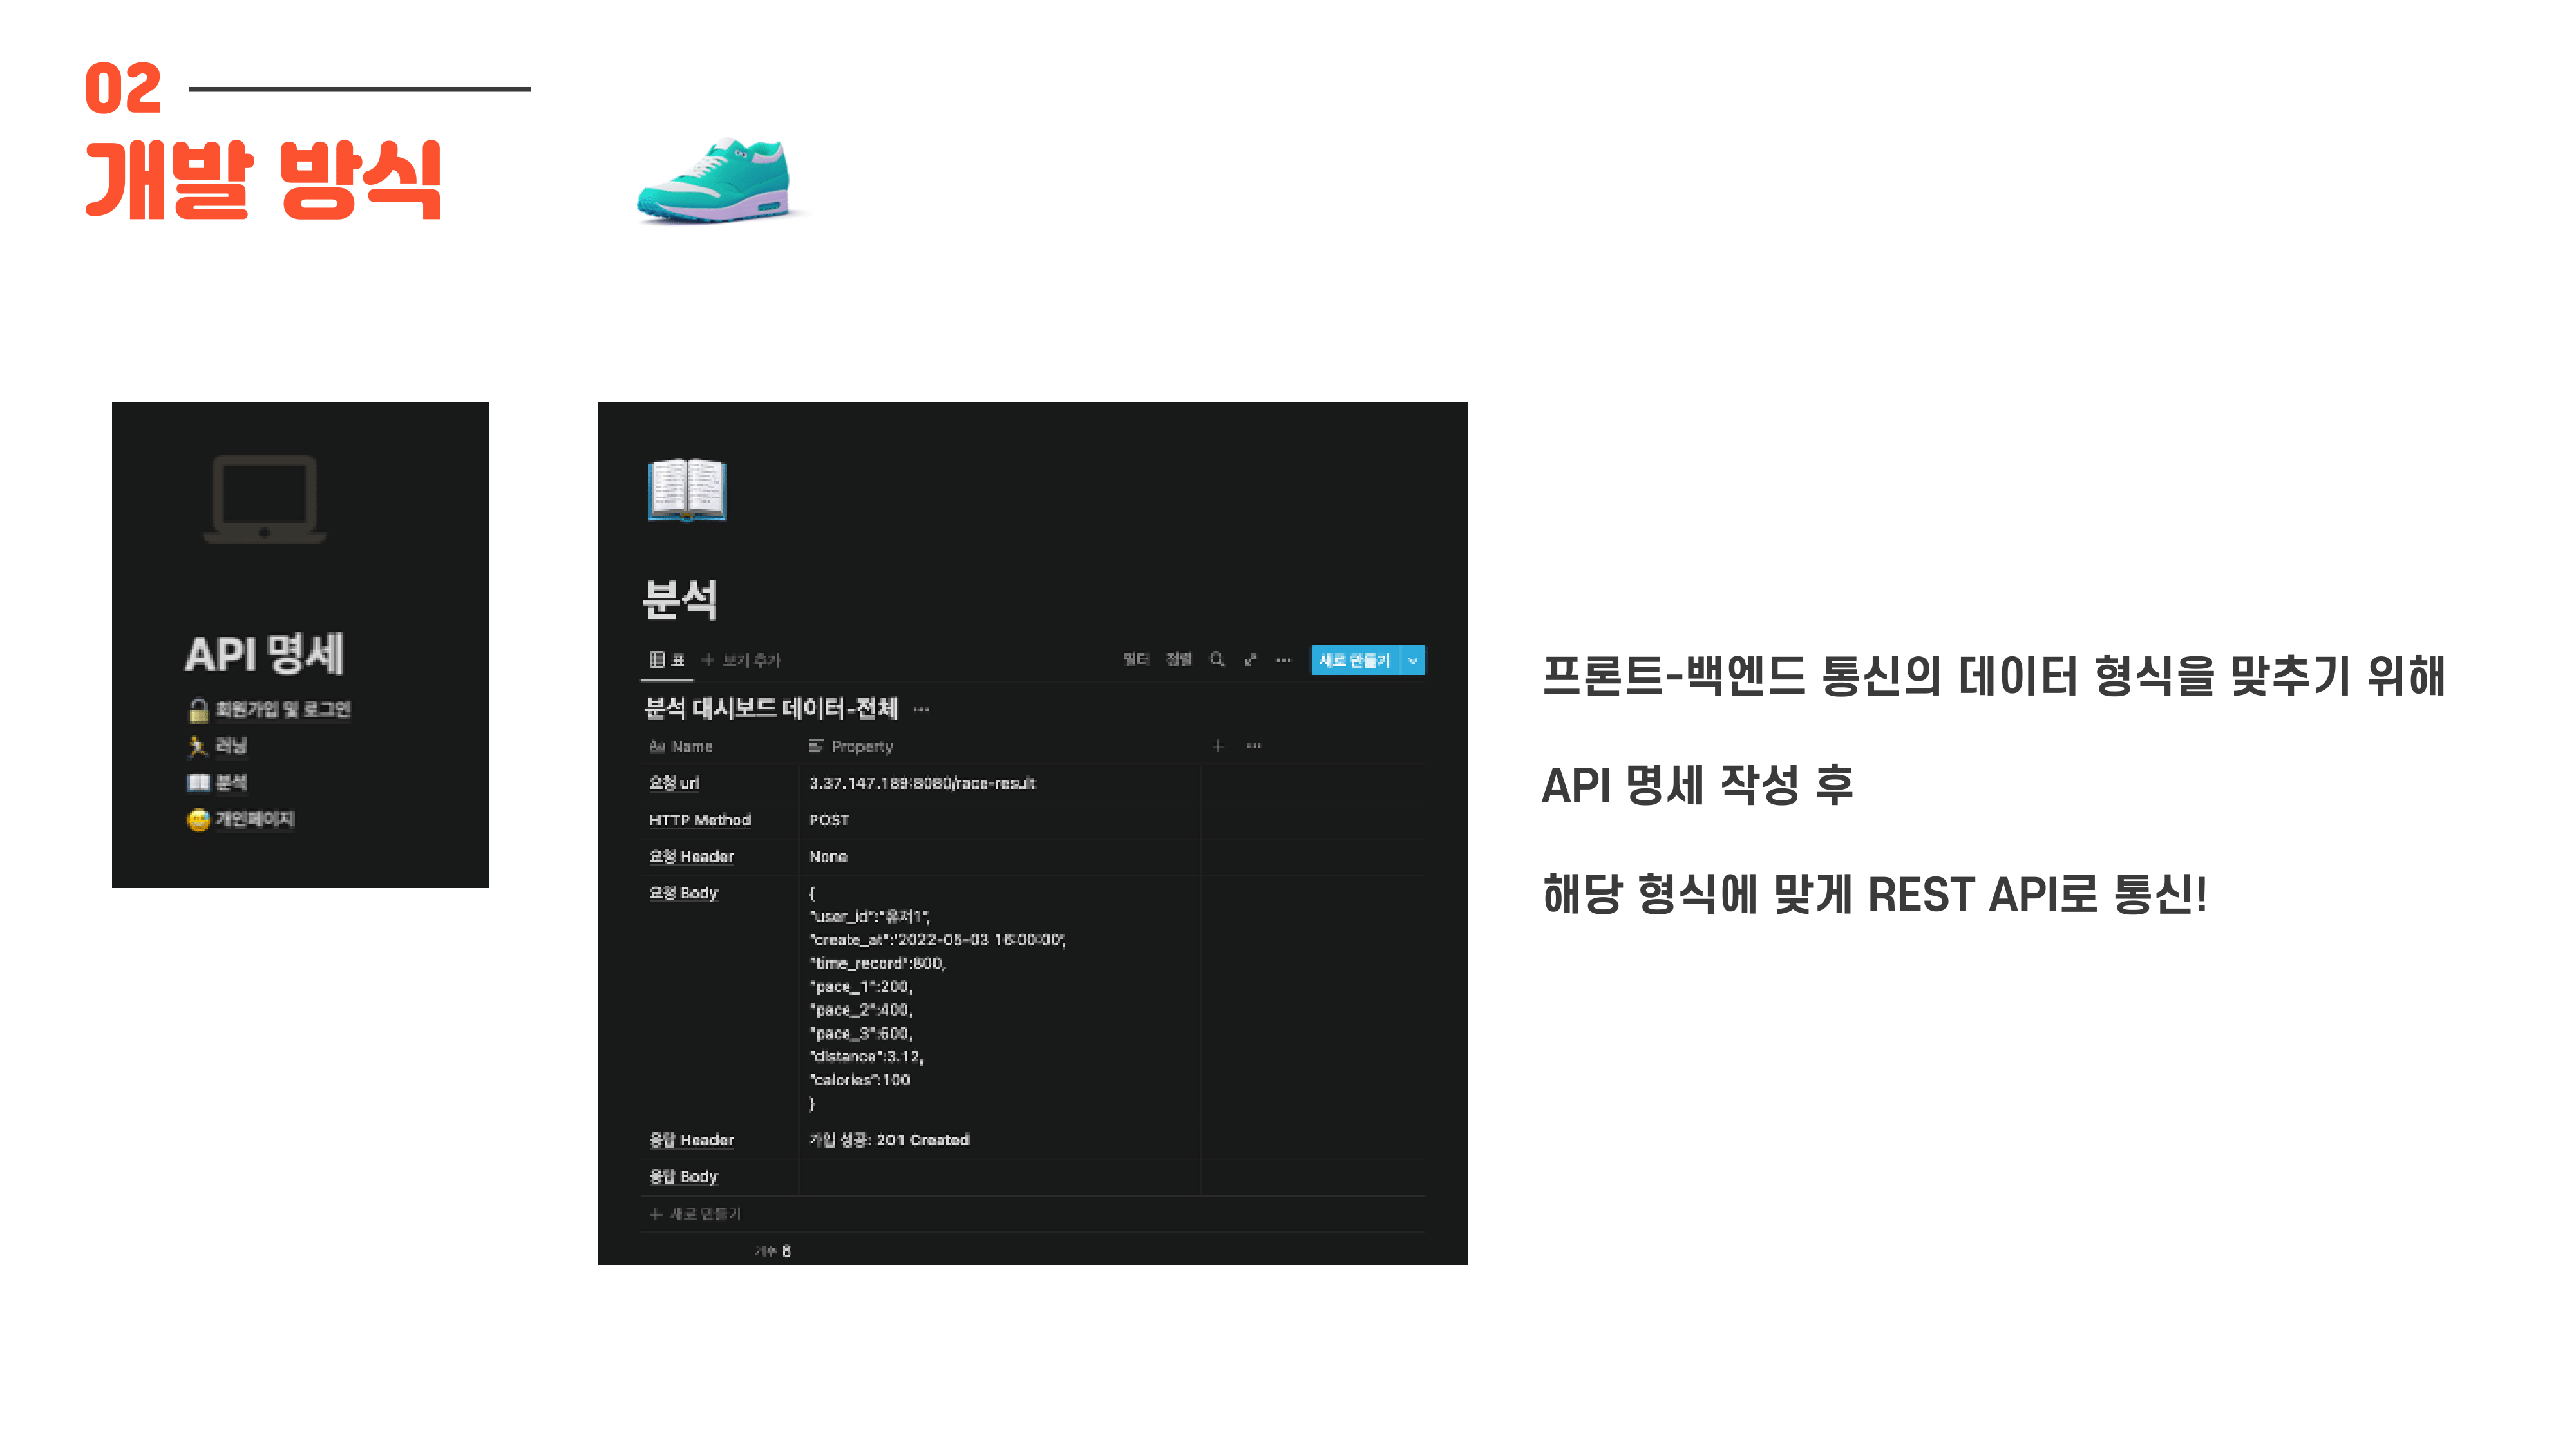 02
개발 방식
API 명세
회원가입 및 로그인
러닝
분석
개인페이지
분석
표 + 보기 추가 필터 정렬 새로 만들기
분석 대시보드 데이터-전체 ...
Aa Name Property + ...
요청 url 3.37.147.189:8080/race-result
HTTP Method POST
요청 Header None
요청 Body {
"user_id":"유저1",
"create_at":"2022-05-03 16:00:00",
"time_record":800,
"pace_1":200,
"pace_2":400,
"pace_3":600,
"distance":3.12,
"calories":100
}
응답 Header 가입 성공: 201 Created
응답 Body
+ 새로 만들기
개수 6
프론트-백엔드 통신의 데이터 형식을 맞추기 위해
API 명세 작성 후
해당 형식에 맞게 REST API로 통신!